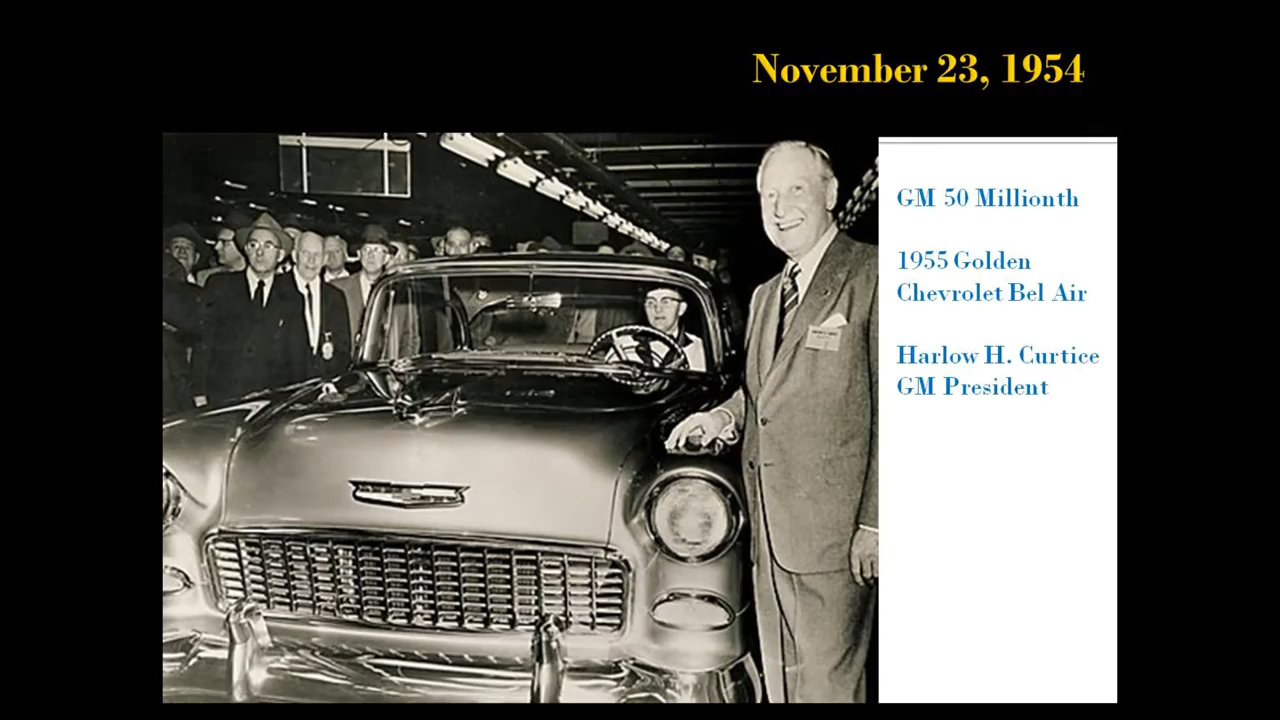 November 23, 1954
GM 50 Millionth
1955 Golden
Chevrolet Bel Air
Harlow H. Curtice
GM President